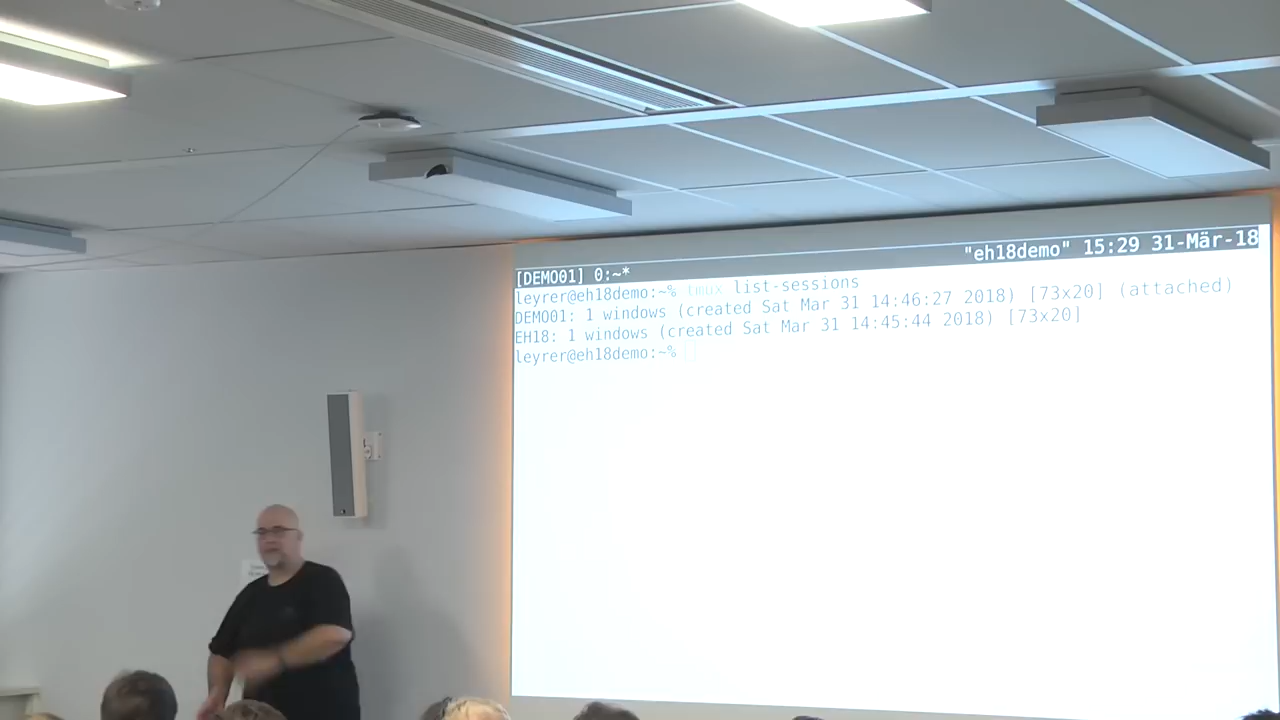 [DEMO01] 0:~* "eh18demo" 15:29 31-Mär-18
leyrer@eh18demo:~% tmux list-sessions
DEMO01: 1 windows (created Sat Mar 31 14:46:27 2018) [73x20] (attached)
EH18: 1 windows (created Sat Mar 31 14:45:44 2018) [73x20]
leyrer@eh18demo:~%